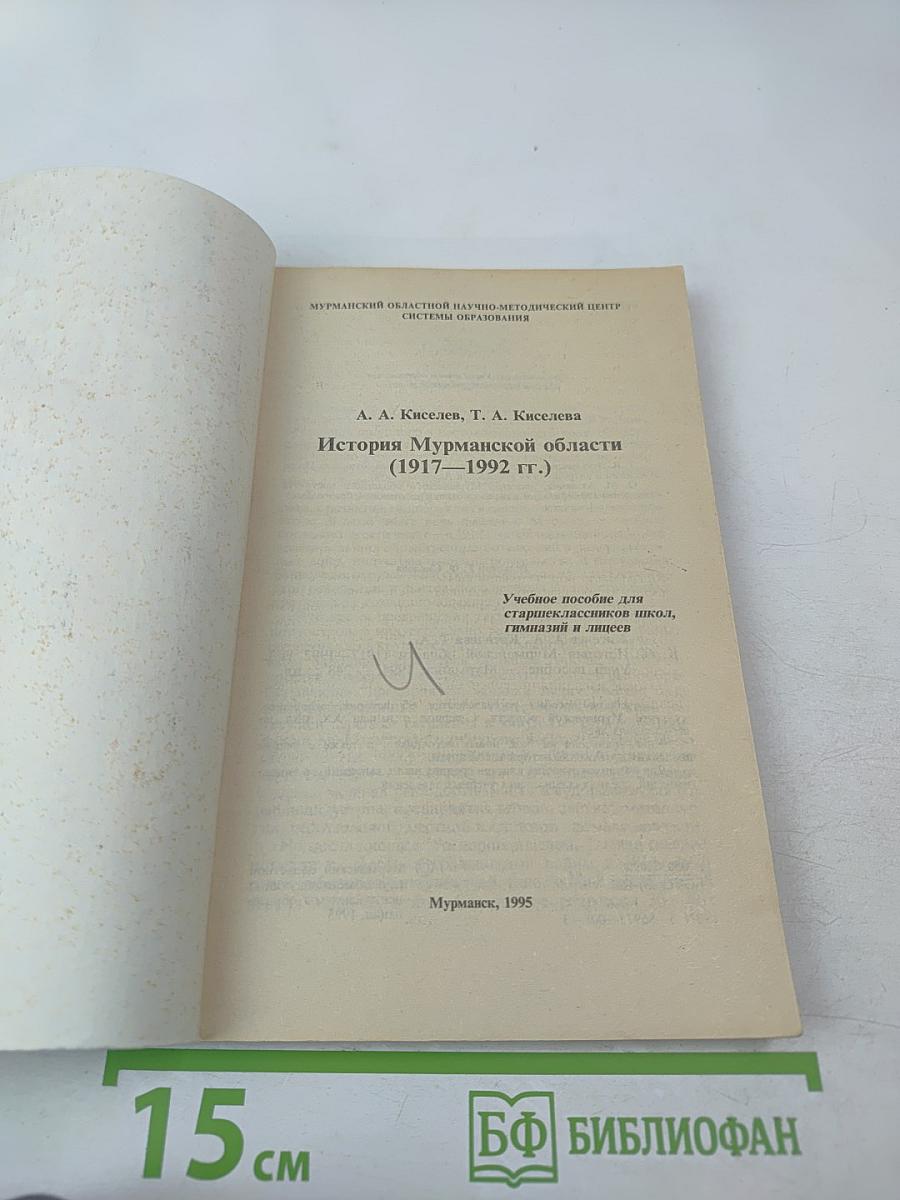 МУРМАНСКИЙ ОБЛАСТНОЙ НАУЧНО-МЕТОДИЧЕСКИЙ ЦЕНТР
СИСТЕМЫ ОБРАЗОВАНИЯ
А. А. Киселев, Т. А. Киселева
История Мурманской области
(1917—1992 гг.)
Учебное пособие для
старшеклассников школ,
гимназий и лицеев
Мурманск, 1995
15 см
БФ БИБЛИОФАН